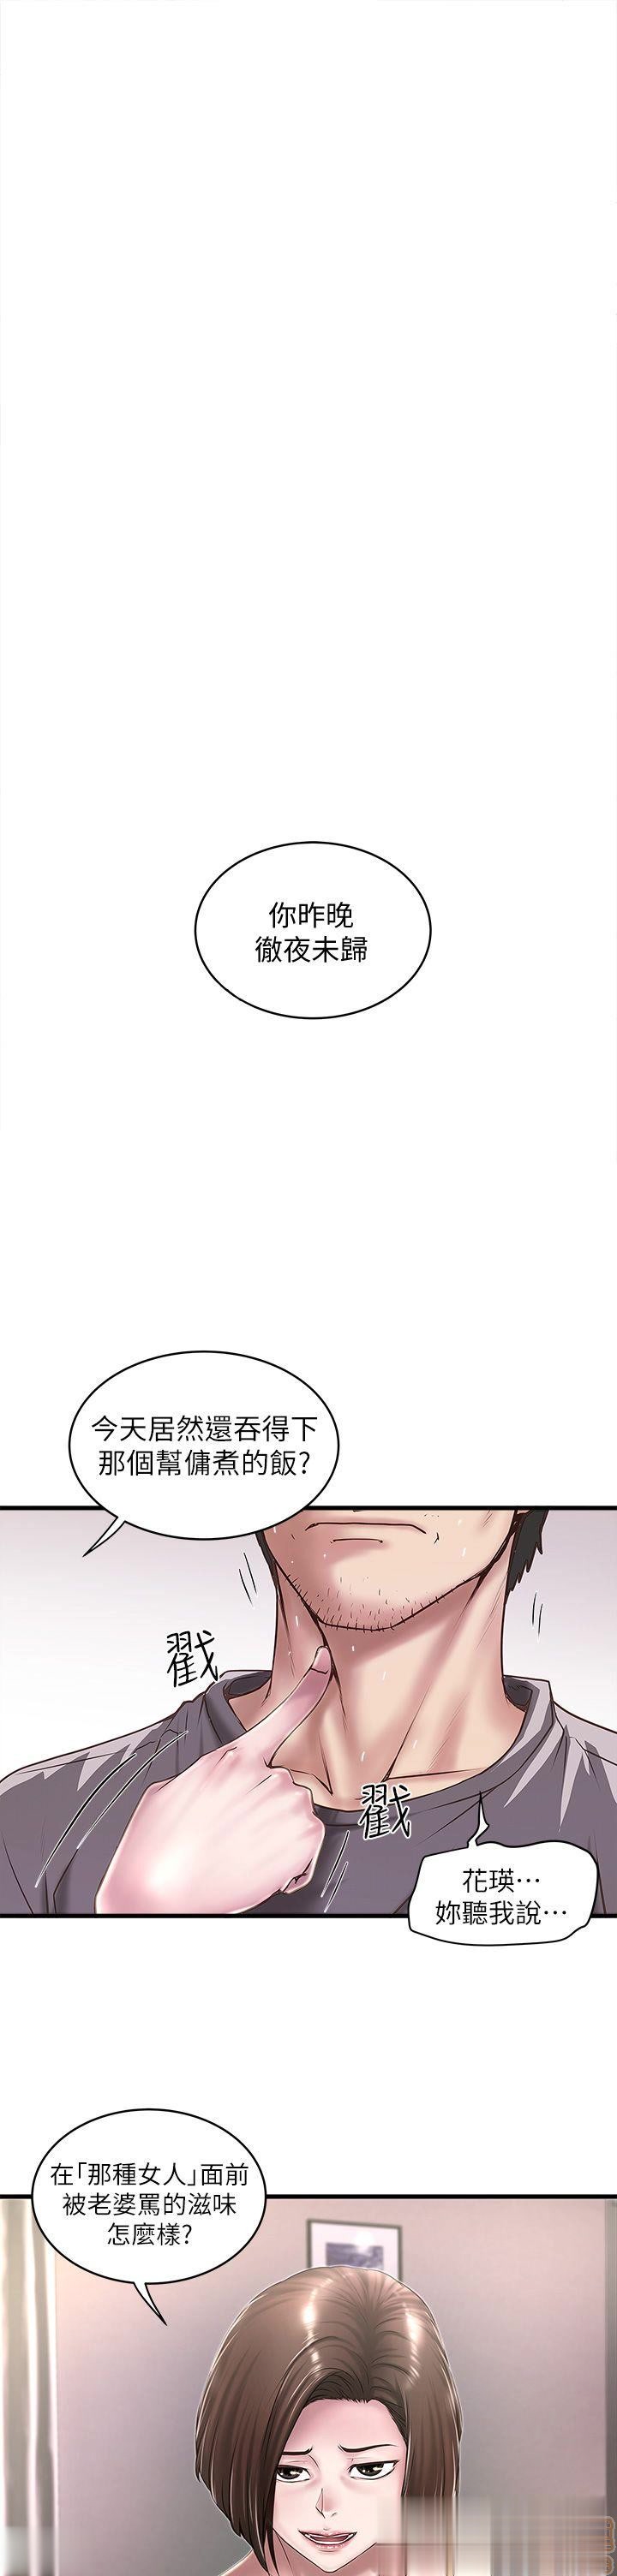 你昨晚
徹夜未歸
今天居然還吞得下
那個幫傭煮的飯?
戳
戳
花瑛…
妳聽我說…
在「那種女人」面前
被老婆罵的滋味
怎麼樣?